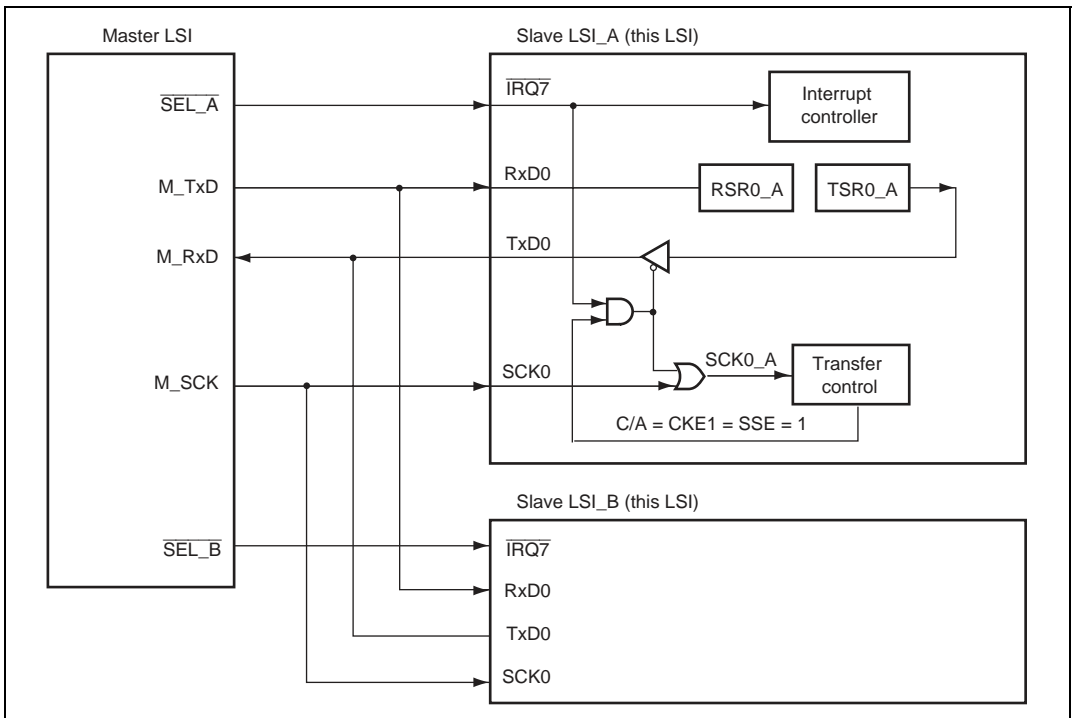 Master LSI
SEL_A
M_TxD
M_RxD
M_SCK
SEL_B
Slave LSI_A (this LSI)
IRQ7
Interrupt
controller
RxD0
RSR0_A
TSR0_A
TxD0
SCK0
SCK0_A
Transfer
control
C/A = CKE1 = SSE = 1
Slave LSI_B (this LSI)
IRQ7
RxD0
TxD0
SCK0